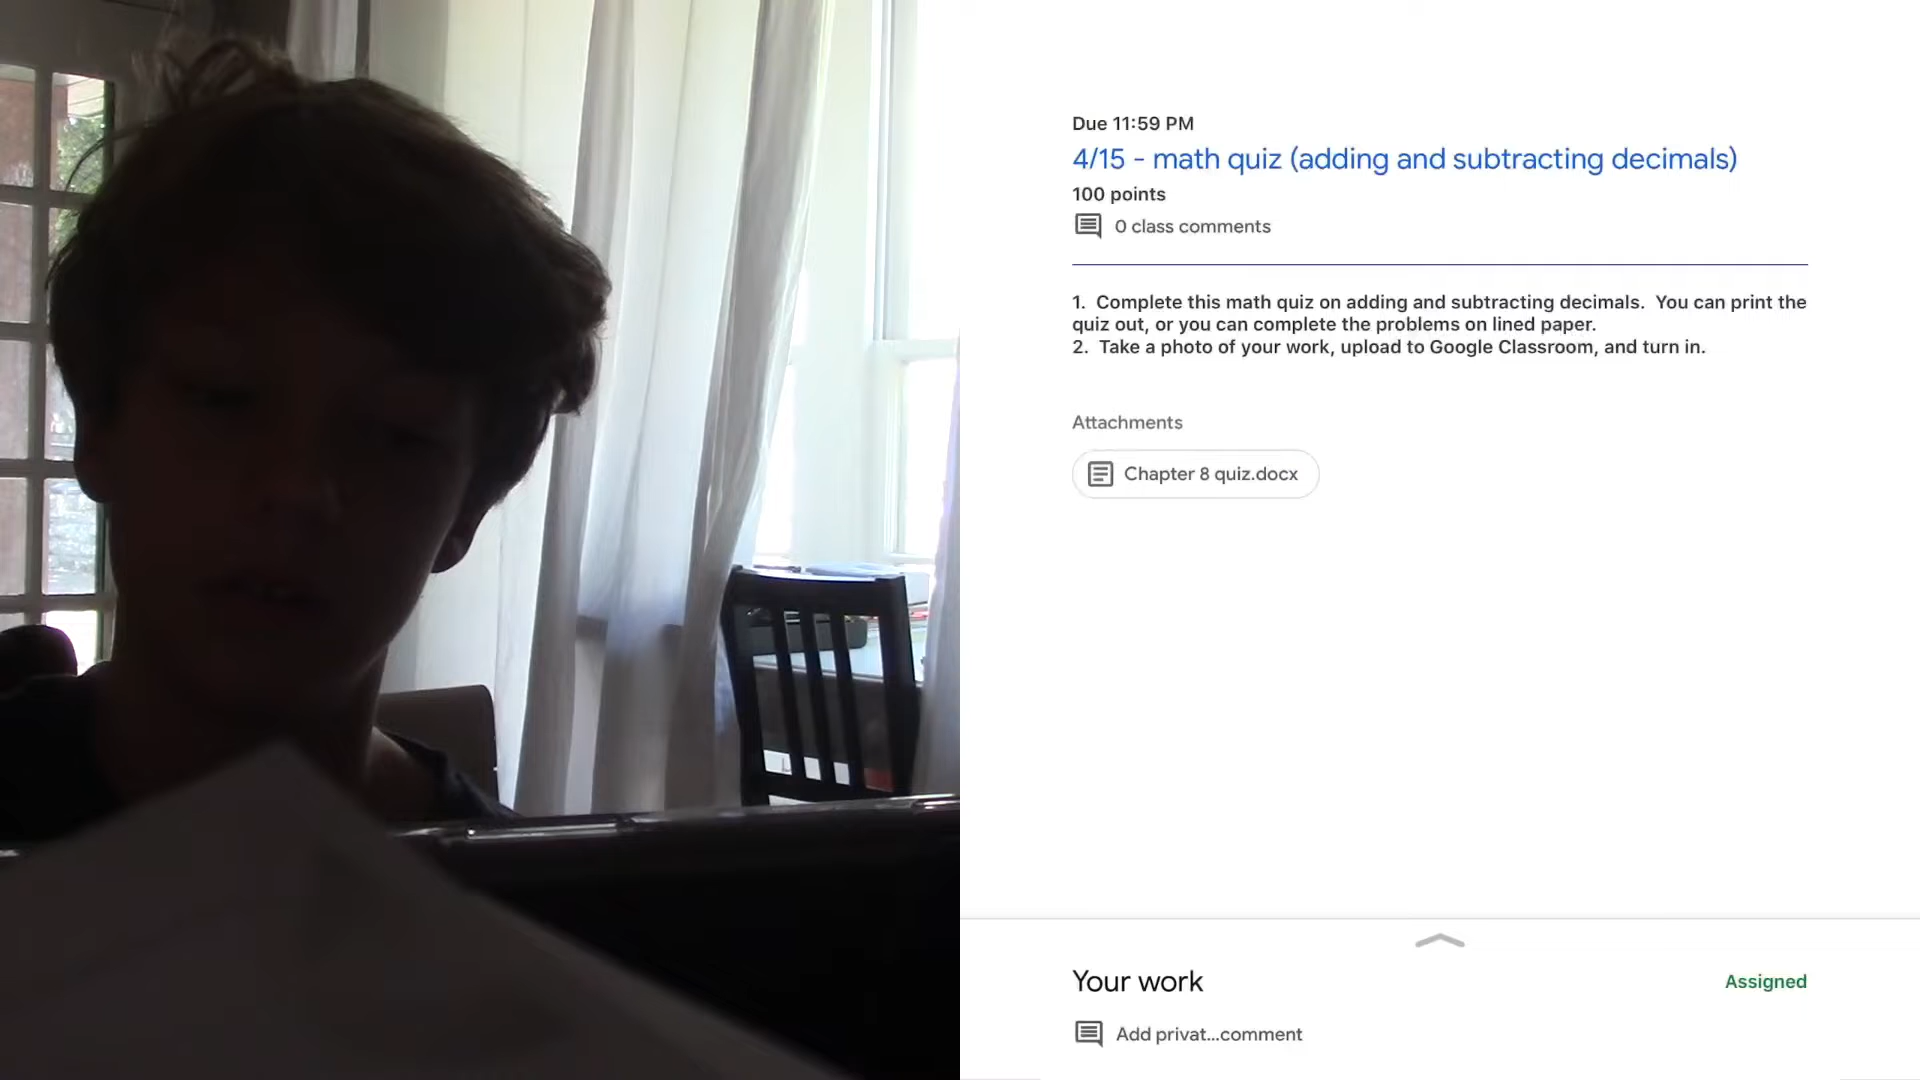 Due 11:59 PM
4/15 - math quiz (adding and subtracting decimals)
100 points
0 class comments
1.  Complete this math quiz on adding and subtracting decimals.  You can print the
quiz out, or you can complete the problems on lined paper.
2.  Take a photo of your work, upload to Google Classroom, and turn in.
Attachments
Chapter 8 quiz.docx
Your work
Assigned
Add privat...comment